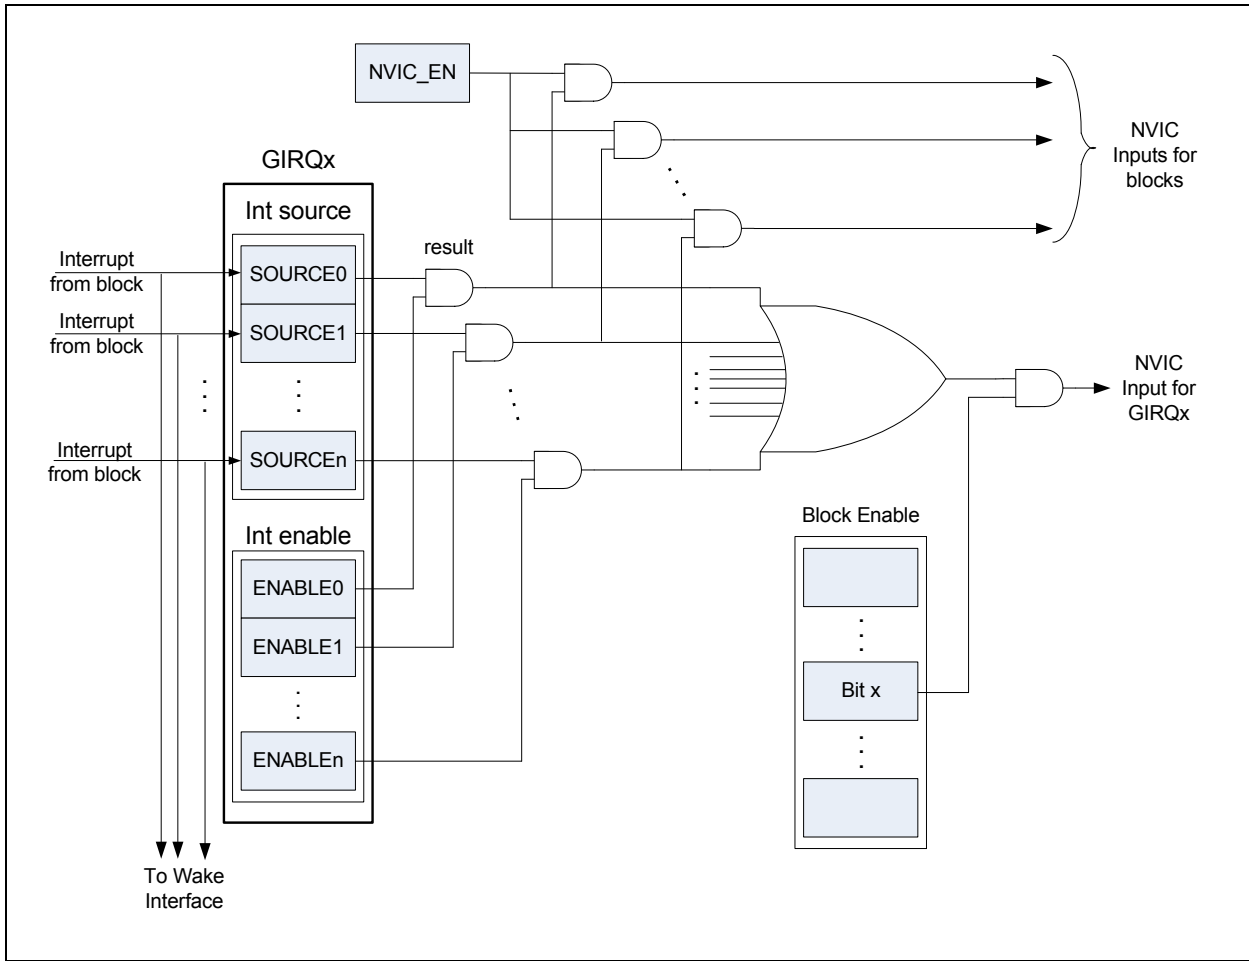 NVIC_EN
NVIC
Inputs for
blocks
GIRQx
Int source
result
Interrupt
from block
SOURCE0
Interrupt
from block
SOURCE1
Interrupt
from block
SOURCEn
NVIC
Input for
GIRQx
Int enable
ENABLE0
ENABLE1
ENABLEn
Block Enable
Bit x
To Wake
Interface